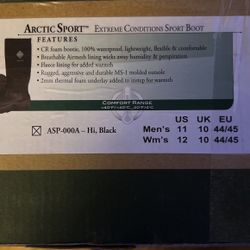 ARCTIC SPORT™ EXTREME CONDITIONS SPORT BOOT
FEATURES
• CR foam bootie, 100% waterproof, lightweight, flexible & comfortable
• Breathable Airmesh lining wicks away humidity & perspiration
• Fleece lining for added warmth
• Rugged, aggressive and durable MS-1 molded outsole
• 2mm thermal foam underlay added to instep for warmth
COMFORT RANGE
US UK EU
ASP-000A – Hi, Black
Men's 11 10 44/45
Wm's 12 10 44/45